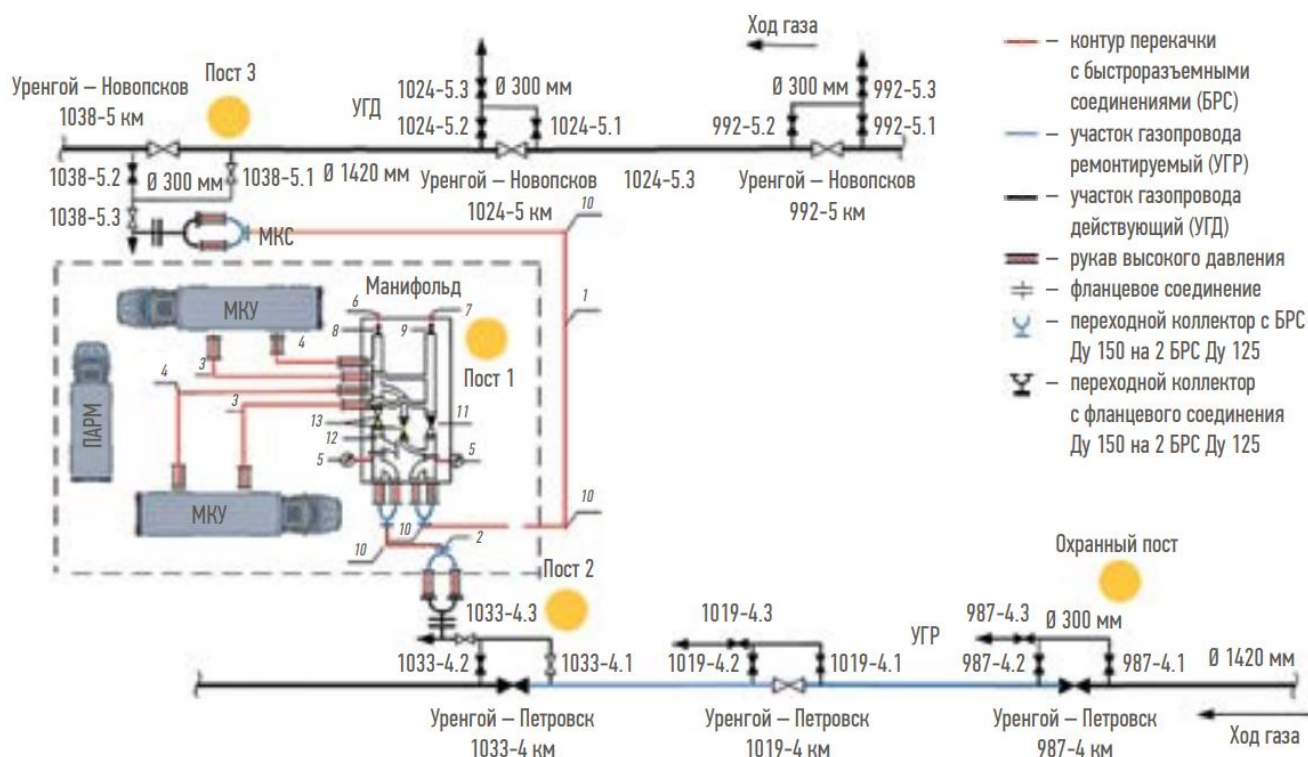 Ход газа
Уренгой – Новопсков
1038-5 км
Пост 3
УГД
1024-5.3
Ø 300 мм
1024-5.2
1024-5.1
Ø 300 мм
992-5.3
992-5.2
992-5.1
1038-5.2
Ø 300 мм
1038-5.1
Ø 1420 мм
Уренгой – Новопсков
1024-5 км
1024-5.3
Уренгой – Новопсков
992-5 км
1038-5.3
МКС
10
Манифольд
МКУ
6
7
8
9
1
4
3
Пост 1
4
3
ПАРМ
13
11
12
5
5
МКУ
10
10
10
2
Пост 2
Охранный пост
1033-4.3
1019-4.3
987-4.3
Ø 300 мм
УГР
1033-4.2
1033-4.1
1019-4.2
1019-4.1
987-4.2
987-4.1
Ø 1420 мм
Уренгой – Петровск
1033-4 км
Уренгой – Петровск
1019-4 км
Уренгой – Петровск
987-4 км
Ход газа
– контур перекачки
с быстроразъемными
соединениями (БРС)
– участок газопровода
ремонтируемый (УГР)
– участок газопровода
действующий (УГД)
– рукав высокого давления
– фланцевое соединение
– переходной коллектор с БРС
Ду 150 на 2 БРС Ду 125
– переходной коллектор
с фланцевого соединения
Ду 150 на 2 БРС Ду 125